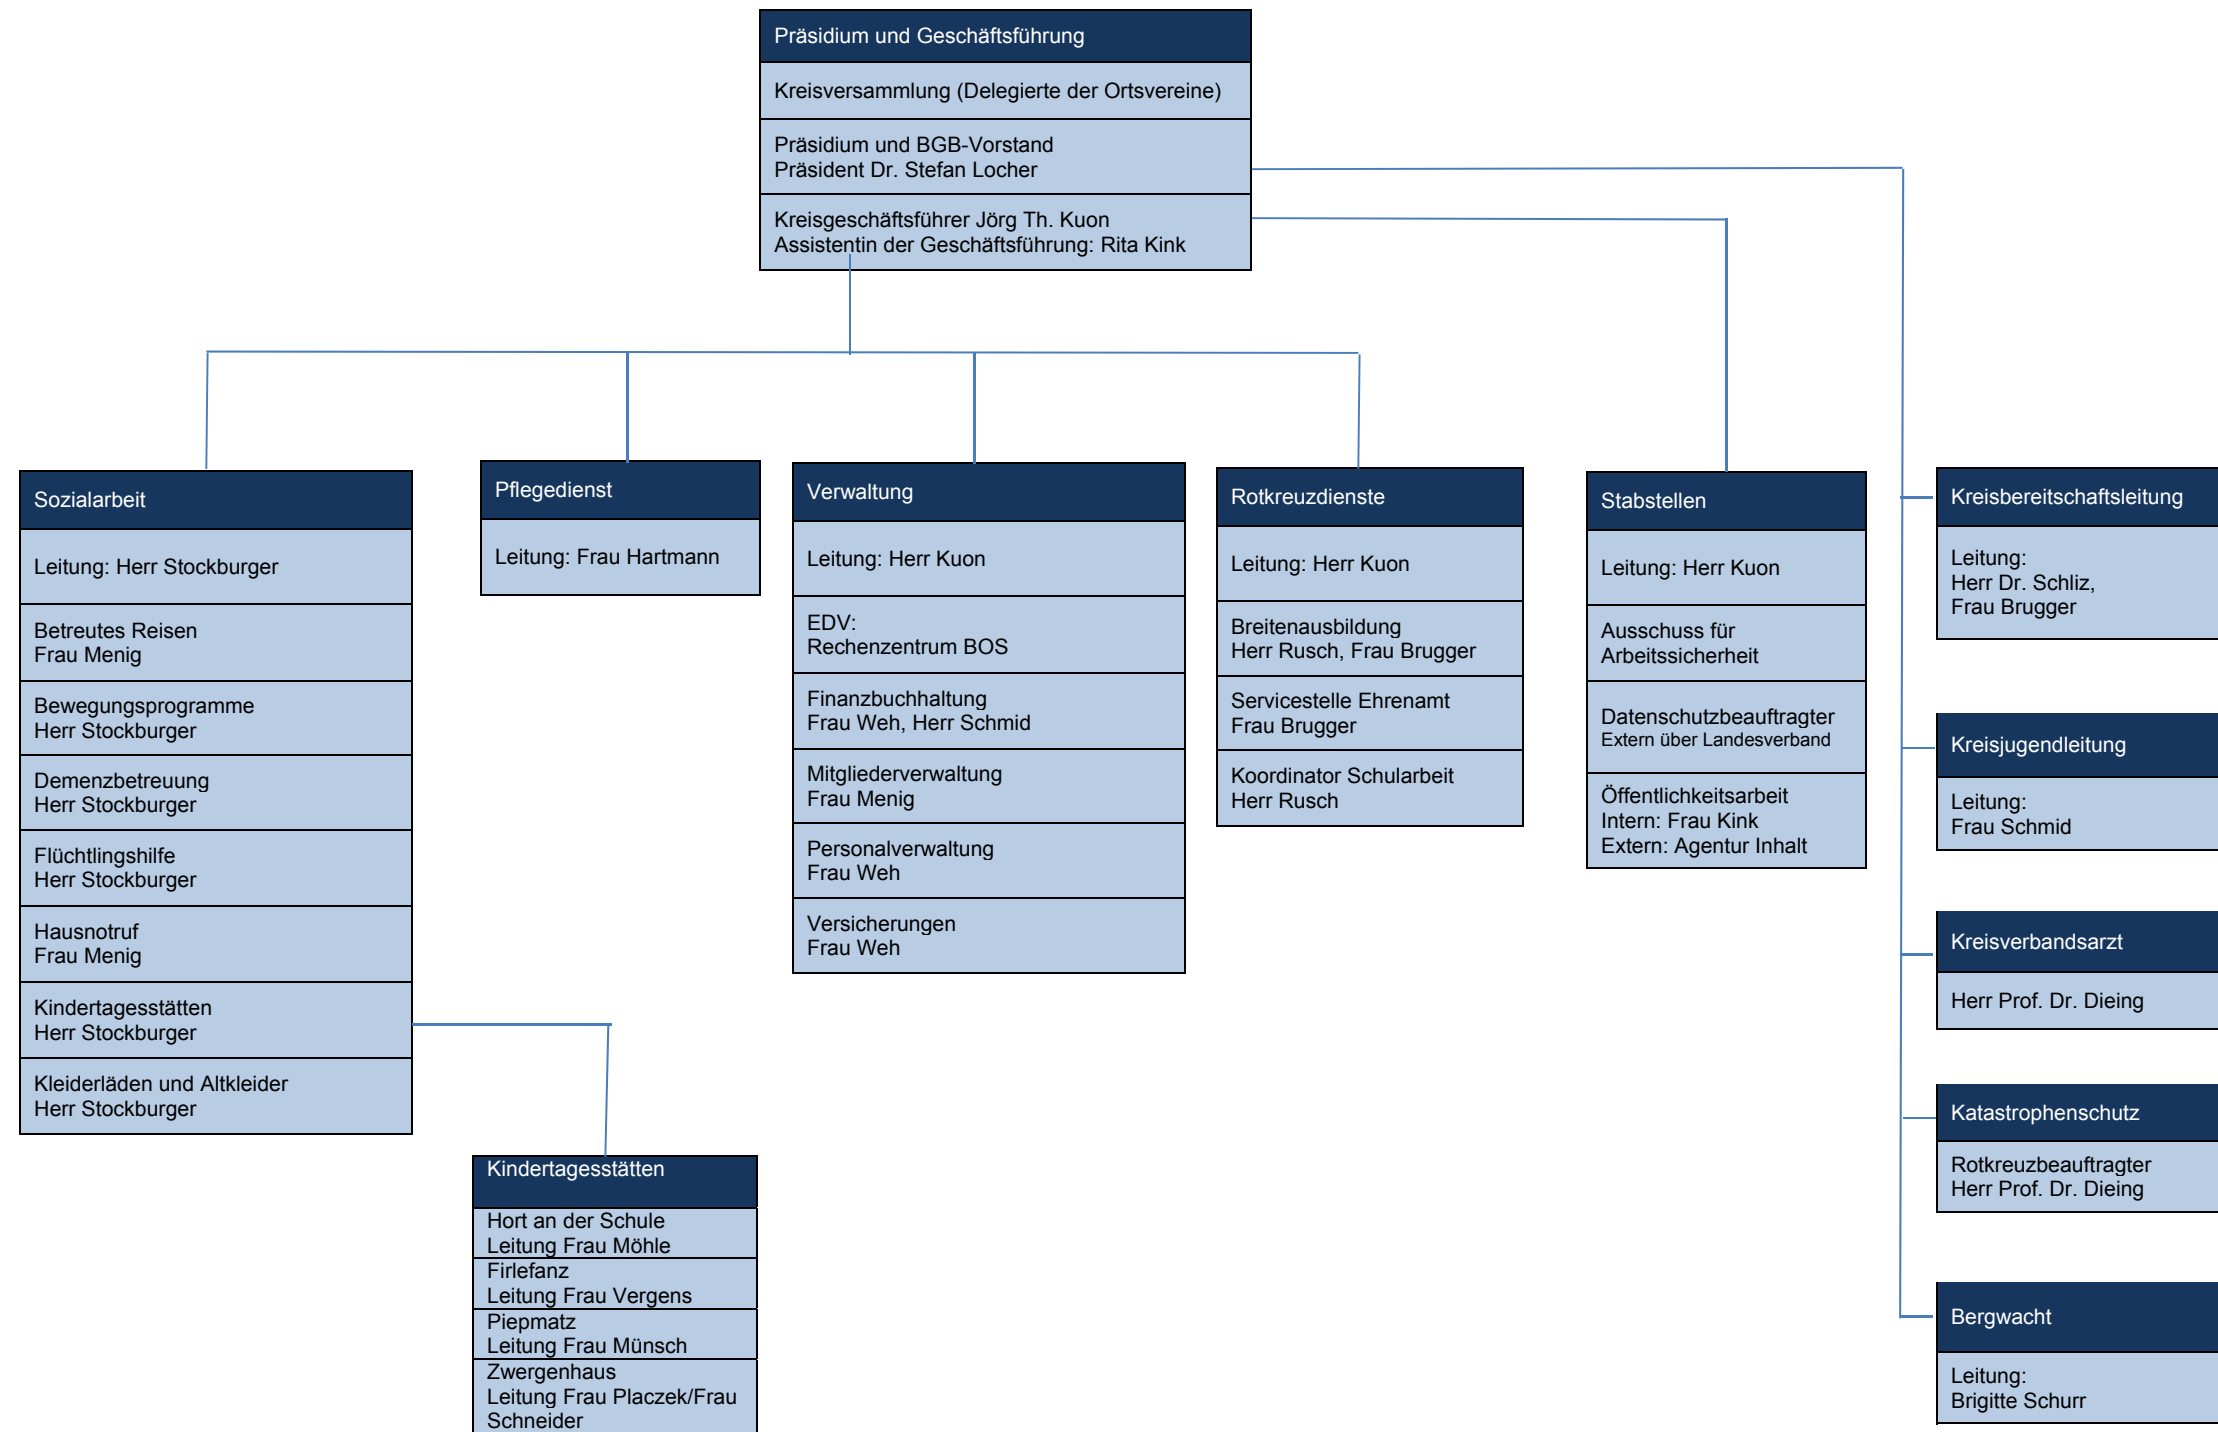 Präsidium und Geschäftsführung
Kreisversammlung (Delegierte der Ortsvereine)
Präsidium und BGB-Vorstand
Präsident Dr. Stefan Locher
Kreisgeschäftsführer Jörg Th. Kuon
Assistentin der Geschäftsführung: Rita Kink
Sozialarbeit
Leitung: Herr Stockburger
Betreutes Reisen
Frau Menig
Bewegungsprogramme
Herr Stockburger
Demenzbetreuung
Herr Stockburger
Flüchtlingshilfe
Herr Stockburger
Hausnotruf
Frau Menig
Kindertagesstätten
Herr Stockburger
Kleiderläden und Altkleider
Herr Stockburger
Kindertagesstätten
Hort an der Schule
Leitung Frau Möhle
Firlefanz
Leitung Frau Vergens
Piepmatz
Leitung Frau Münsch
Zwergenhaus
Leitung Frau Placzek/Frau
Schneider
Pflegedienst
Leitung: Frau Hartmann
Verwaltung
Leitung: Herr Kuon
EDV:
Rechenzentrum BOS
Finanzbuchhaltung
Frau Weh, Herr Schmid
Mitgliederverwaltung
Frau Menig
Personalverwaltung
Frau Weh
Versicherungen
Frau Weh
Rotkreuzdienste
Leitung: Herr Kuon
Breitenausbildung
Herr Rusch, Frau Brugger
Servicestelle Ehrenamt
Frau Brugger
Koordinator Schularbeit
Herr Rusch
Stabstellen
Leitung: Herr Kuon
Ausschuss für
Arbeitssicherheit
Datenschutzbeauftragter
Extern über Landesverband
Öffentlichkeitsarbeit
Intern: Frau Kink
Extern: Agentur Inhalt
Kreisbereitschaftsleitung
Leitung:
Herr Dr. Schliz,
Frau Brugger
Kreisjugendleitung
Leitung:
Frau Schmid
Kreisverbandsarzt
Herr Prof. Dr. Dieing
Katastrophenschutz
Rotkreuzbeauftragter
Herr Prof. Dr. Dieing
Bergwacht
Leitung:
Brigitte Schurr